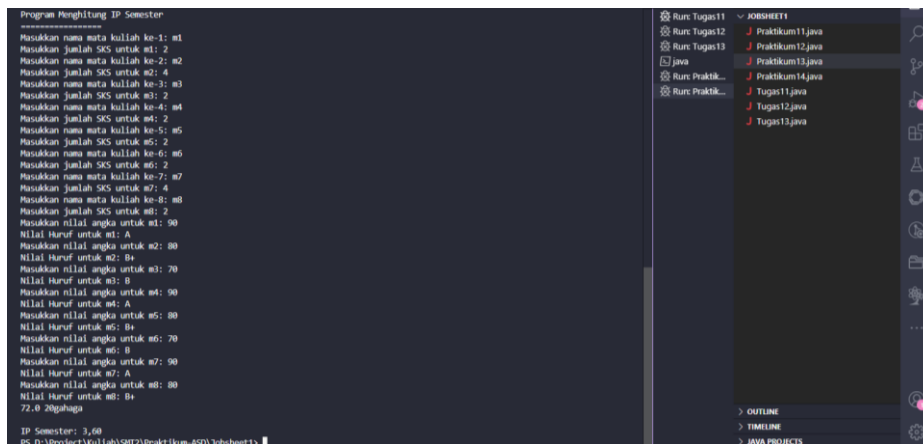 Program Menghitung IP Semester
=================
Masukkan nama mata kuliah ke-1: m1
Masukkan jumlah SKS untuk m1: 2
Masukkan nama mata kuliah ke-2: m2
Masukkan jumlah SKS untuk m2: 4
Masukkan nama mata kuliah ke-3: m3
Masukkan jumlah SKS untuk m3: 2
Masukkan nama mata kuliah ke-4: m4
Masukkan jumlah SKS untuk m4: 2
Masukkan nama mata kuliah ke-5: m5
Masukkan jumlah SKS untuk m5: 2
Masukkan nama mata kuliah ke-6: m6
Masukkan jumlah SKS untuk m6: 2
Masukkan nama mata kuliah ke-7: m7
Masukkan jumlah SKS untuk m7: 4
Masukkan nama mata kuliah ke-8: m8
Masukkan jumlah SKS untuk m8: 2
Masukkan nilai angka untuk m1: 90
Nilai Huruf untuk m1: A
Masukkan nilai angka untuk m2: 80
Nilai Huruf untuk m2: B+
Masukkan nilai angka untuk m3: 70
Nilai Huruf untuk m3: B
Masukkan nilai angka untuk m4: 90
Nilai Huruf untuk m4: A
Masukkan nilai angka untuk m5: 80
Nilai Huruf untuk m5: B+
Masukkan nilai angka untuk m6: 70
Nilai Huruf untuk m6: B
Masukkan nilai angka untuk m7: 90
Nilai Huruf untuk m7: A
Masukkan nilai angka untuk m8: 80
Nilai Huruf untuk m8: B+
72.0 20gahaga
IP Semester: 3,60
PS D:\Project\Kuliah\SMT2\Praktikum-ASD\Jobsheet1>
Run: Tugas11
Run: Tugas12
Run: Tugas13
java
Run: Praktik...
Run: Praktik...
JOBSHEET1
J Praktikum11.java
J Praktikum12.java
J Praktikum13.java
J Praktikum14.java
J Tugas11.java
J Tugas12.java
J Tugas13.java
OUTLINE
TIMELINE
JAVA PROJECTS